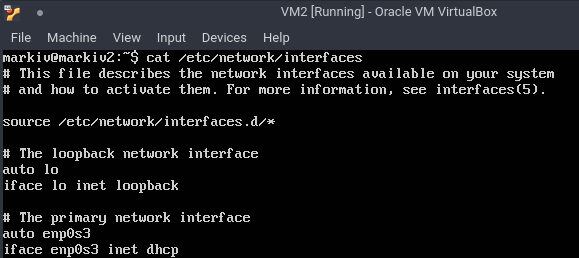 VM2 [Running] - Oracle VM VirtualBox
File Machine View Input Devices Help
markiv@markiv2:~$ cat /etc/network/interfaces
# This file describes the network interfaces available on your system
# and how to activate them. For more information, see interfaces(5).
source /etc/network/interfaces.d/*
# The loopback network interface
auto lo
iface lo inet loopback
# The primary network interface
auto enp0s3
iface enp0s3 inet dhcp